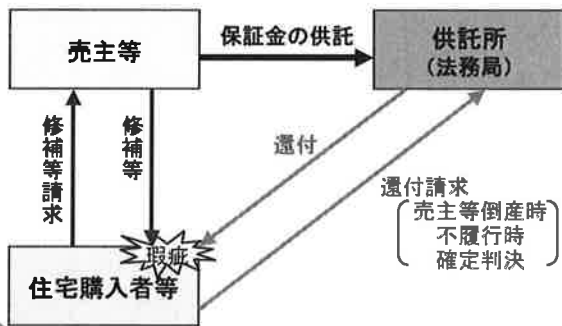 保証金の供託
売主等
供託所
(法務局)
修補等請求
修補等
還付
還付請求
売主等倒産時
不履行時
確定判決
瑕疵
住宅購入者等